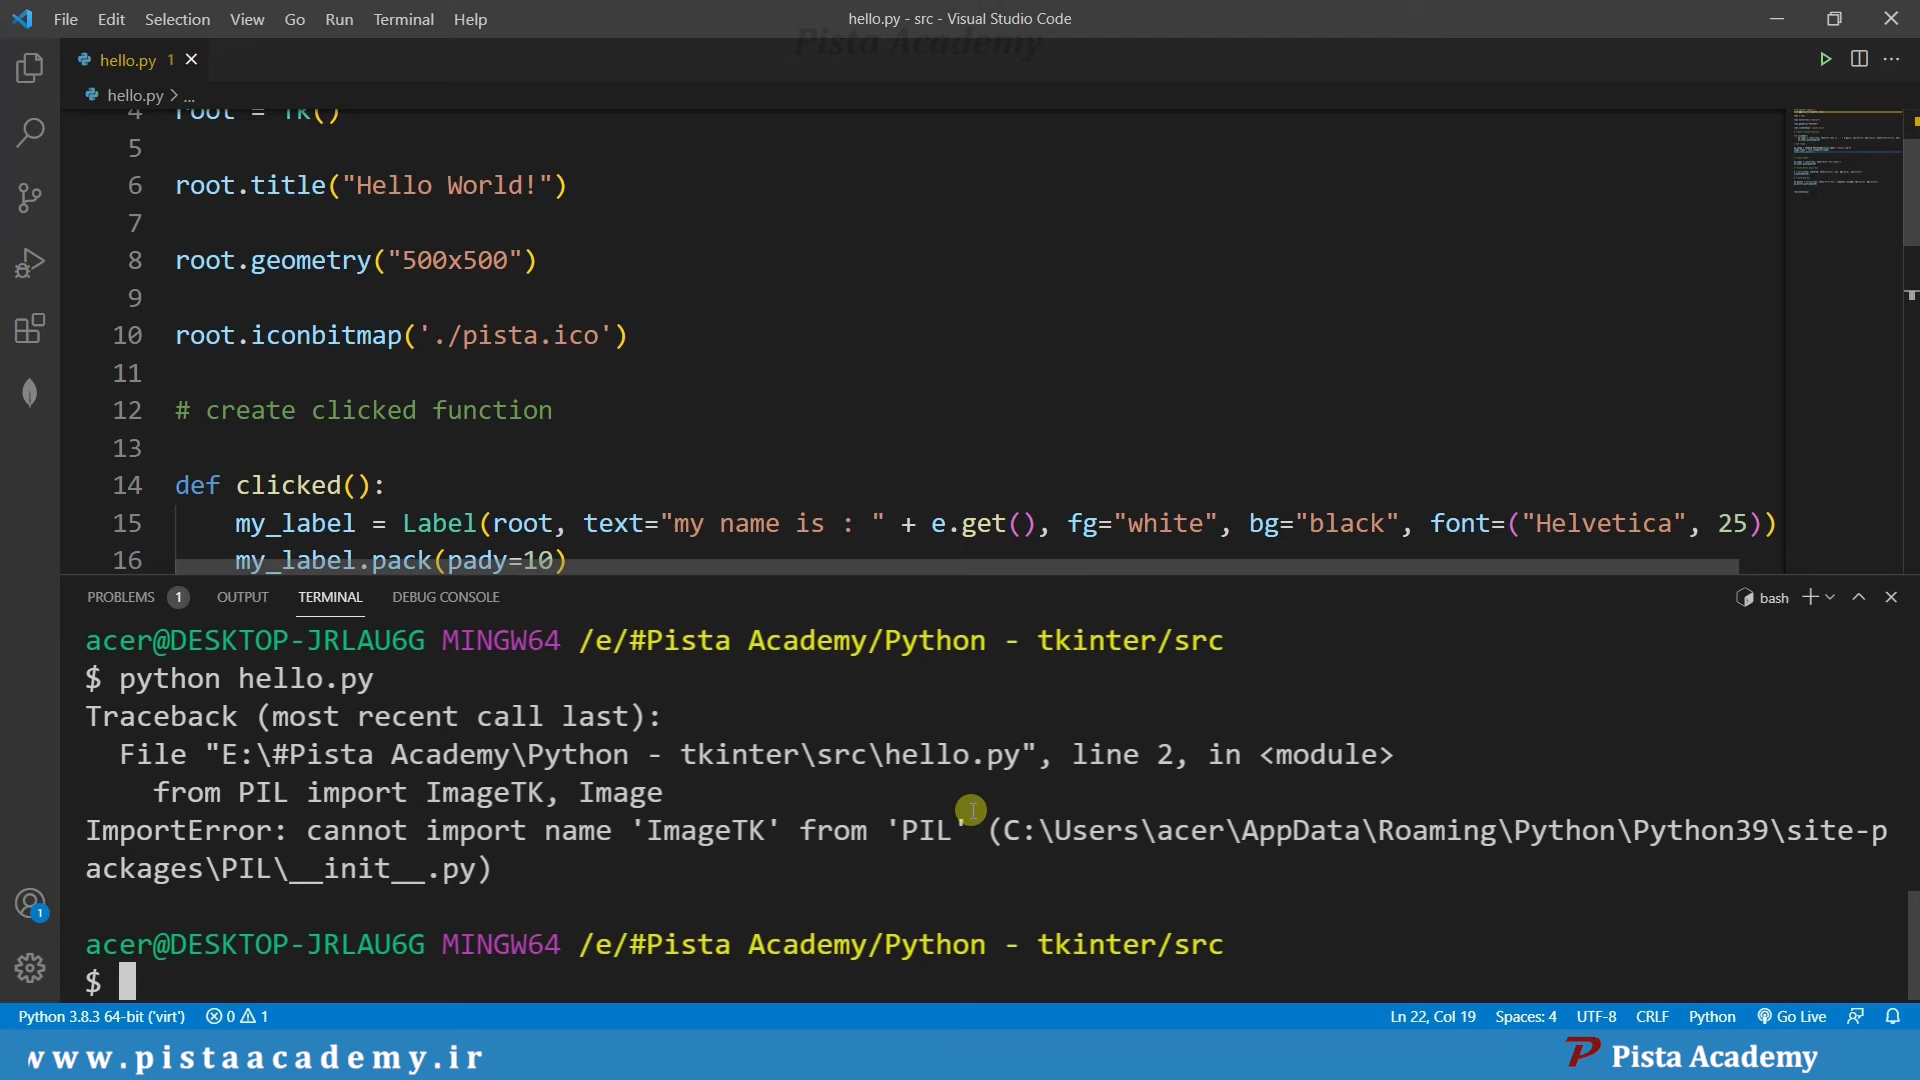 File Edit Selection View Go Run Terminal Help
hello.py - src - Visual Studio Code
Pista Academy
hello.py 1
hello.py > ...
4 root = Tk()
5
6 root.title("Hello World!")
7
8 root.geometry("500x500")
9
10 root.iconbitmap('./pista.ico')
11
12 # create clicked function
13
14 def clicked():
15 my_label = Label(root, text="my name is : " + e.get(), fg="white", bg="black", font=("Helvetica", 25))
16 my_label.pack(pady=10)
PROBLEMS 1 OUTPUT TERMINAL DEBUG CONSOLE
bash
acer@DESKTOP-JRLAU6G MINGW64 /e/#Pista Academy/Python - tkinter/src
$ python hello.py
Traceback (most recent call last):
File "E:\#Pista Academy\Python - tkinter\src\hello.py", line 2, in <module>
from PIL import ImageTK, Image
ImportError: cannot import name 'ImageTK' from 'PIL' (C:\Users\acer\AppData\Roaming\Python\Python39\site-p
ackages\PIL\__init__.py)
acer@DESKTOP-JRLAU6G MINGW64 /e/#Pista Academy/Python - tkinter/src
$
1
Python 3.8.3 64-bit ('virt') 0 1
Ln 22, Col 19 Spaces: 4 UTF-8 CRLF Python Go Live
www.pistaacademy.ir
Pista Academy